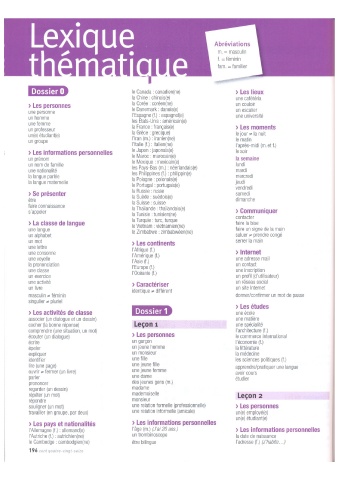 Lexique
thématique
Abréviations
m. = masculin
f. = féminin
fam. = familier
Dossier 0
> Les personnes
une personne
un homme
une femme
un professeur
un(e) étudiant(e)
un groupe
> Les informations personnelles
un prénom
un nom de famille
une nationalité
la langue parlée
la langue maternelle
> Se présenter
être
faire connaissance
s'appeler
> La classe de langue
une langue
un alphabet
un mot
une lettre
une consonne
une voyelle
la prononciation
une classe
un exercice
une activité
un livre
masculin ≠ féminin
singulier ≠ pluriel
> Les activités de classe
associer (un dialogue et un dessin)
cocher (la bonne réponse)
comprendre (une situation, un mot)
écouter (un dialogue)
écrire
épeler
expliquer
identifier
lire (une page)
ouvrir ≠ fermer (un livre)
parler
prononcer
regarder (un dessin)
répéter (un mot)
répondre
souligner (un mot)
travailler (en groupe, par deux)
> Les pays et nationalités
l'Allemagne (f.) : allemand(e)
l'Autriche (f.) : autrichien(ne)
le Cambodge : cambodgien(ne)
le Canada : canadien(ne)
la Chine : chinois(e)
la Corée : coréen(ne)
le Danemark : danois(e)
l'Espagne (f.) : espagnol(e)
les États-Unis : américain(e)
la France : français(e)
la Grèce : grec(que)
l'Iran (m.) : iranien(ne)
l'Italie (f.) : italien(ne)
le Japon : japonais(e)
le Maroc : marocain(e)
le Mexique : mexicain(e)
les Pays-Bas (m.) : néerlandais(e)
les Philippines (f.) : philippin(e)
la Pologne : polonais(e)
le Portugal : portugais(e)
la Russie : russe
la Suède : suédois(e)
la Suisse : suisse
la Thaïlande : thaïlandais(e)
la Tunisie : tunisien(ne)
la Turquie : turc, turque
le Vietnam : vietnamien(ne)
le Zimbabwe : zimbabwéen(ne)
> Les continents
l'Afrique (f.)
l'Amérique (f.)
l'Asie (f.)
l'Europe (f.)
l'Océanie (f.)
> Caractériser
identique ≠ différent
Dossier 1
Leçon 1
> Les personnes
un garçon
un jeune homme
un monsieur
une fille
une jeune fille
une jeune femme
une dame
des jeunes gens (m.)
madame
mademoiselle
monsieur
une relation formelle (professionnelle)
une relation informelle (amicale)
> Les informations personnelles
l'âge (m.) (J'ai 25 ans.)
un horodoscope
être bilingue
> Les lieux
une cafétéria
un couloir
un escalier
une université
> Les moments
le jour ≠ la nuit
le matin
l'après-midi (m. et f.)
le soir
la semaine
lundi
mardi
mercredi
jeudi
vendredi
samedi
dimanche
> Communiquer
contacter
faire la bise
faire un signe de la main
saluer ≠ prendre congé
serrer la main
> Internet
une adresse mail
un contact
une inscription
un profil (d'utilisateur)
un réseau social
un site Internet
donner/confirmer un mot de passe
> Les études
une école
une matière
une spécialité
l'architecture (f.)
le commerce international
l'économie (f.)
la littérature
la médecine
les sciences politiques (f.)
apprendre/pratiquer une langue
avoir cours
étudier
Leçon 2
> Les personnes
un(e) employé(e)
un(e) étudiant(e)
> Les informations personnelles
la date de naissance
l'adresse (f.) (J'habite...)
196 cent quatre-vingt-seize